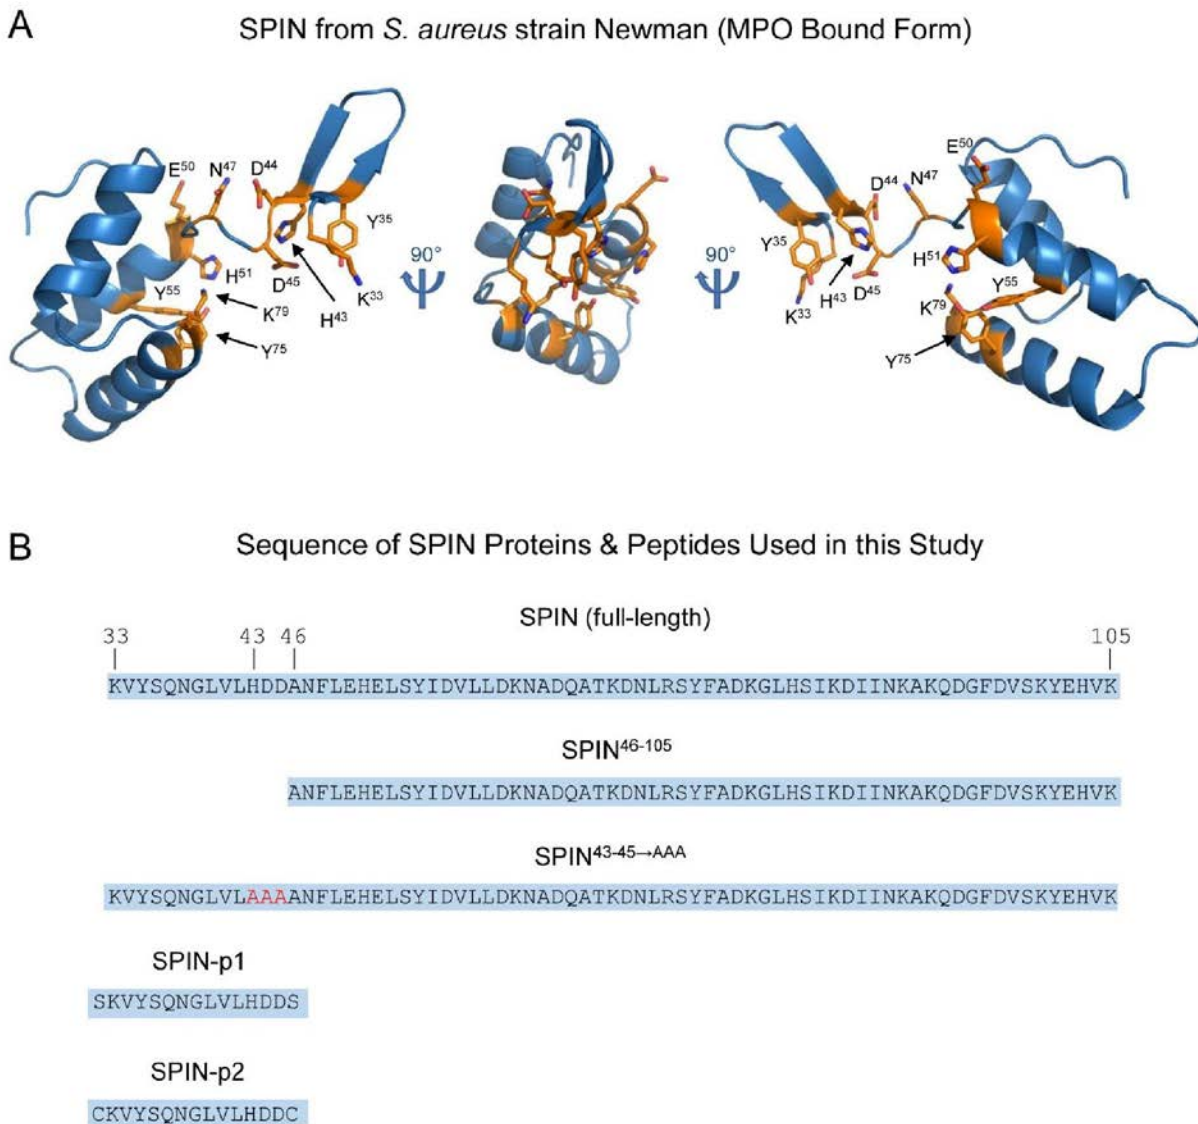 A
SPIN from S. aureus strain Newman (MPO Bound Form)
E50 N47 D44
Y35
H51
D45
Y55
K79
H43
K33
Y75
90°
90°
E50
D44 N47
Y35
H51
H43 D45
Y55
K33
K79
Y75
B
Sequence of SPIN Proteins & Peptides Used in this Study
SPIN (full-length)
33 43 46 105
KVYSQNGLVLHDDANFLEHELSYIDVLLDKNADQATKDNLRSYFADKGLHSIKDIINKAKQDGFDVSKYEHVK
SPIN46-105
ANFLEHELSYIDVLLDKNADQATKDNLRSYFADKGLHSIKDIINKAKQDGFDVSKYEHVK
SPIN43-45→AAA
KVYSQNGLVLAAAANFLEHELSYIDVLLDKNADQATKDNLRSYFADKGLHSIKDIINKAKQDGFDVSKYEHVK
SPIN-p1
SKVYSQNGLVLHDDS
SPIN-p2
CKVYSQNGLVLHDDC